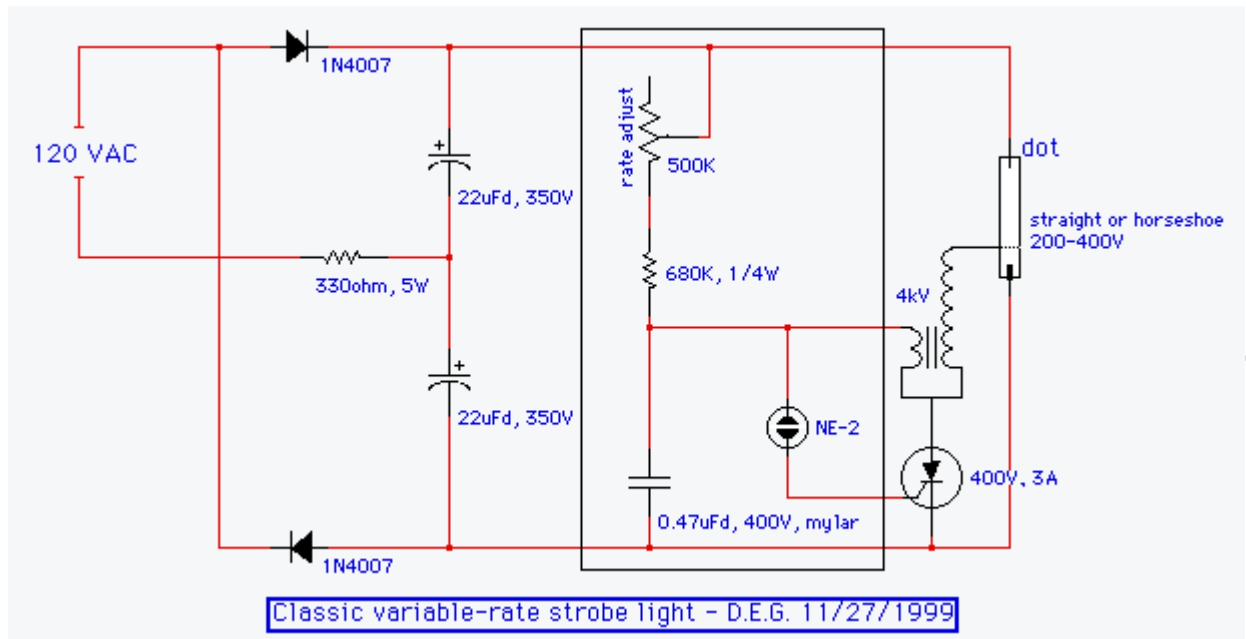 1N4007
120 VAC
+
22uFd, 350V
330ohm, 5W
+
22uFd, 350V
1N4007
rate adjust
500K
680K, 1/4W
NE-2
0.47uFd, 400V, mylar
dot
straight or horseshoe
200-400V
4kV
400V, 3A
Classic variable-rate strobe light - D.E.G. 11/27/1999